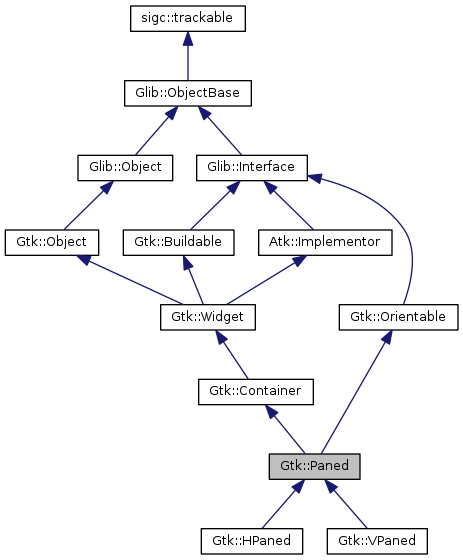 sigc::trackable
Glib::ObjectBase
Glib::Object
Glib::Interface
Gtk::Object
Gtk::Buildable
Atk::Implementor
Gtk::Widget
Gtk::Orientable
Gtk::Container
Gtk::Paned
Gtk::HPaned
Gtk::VPaned